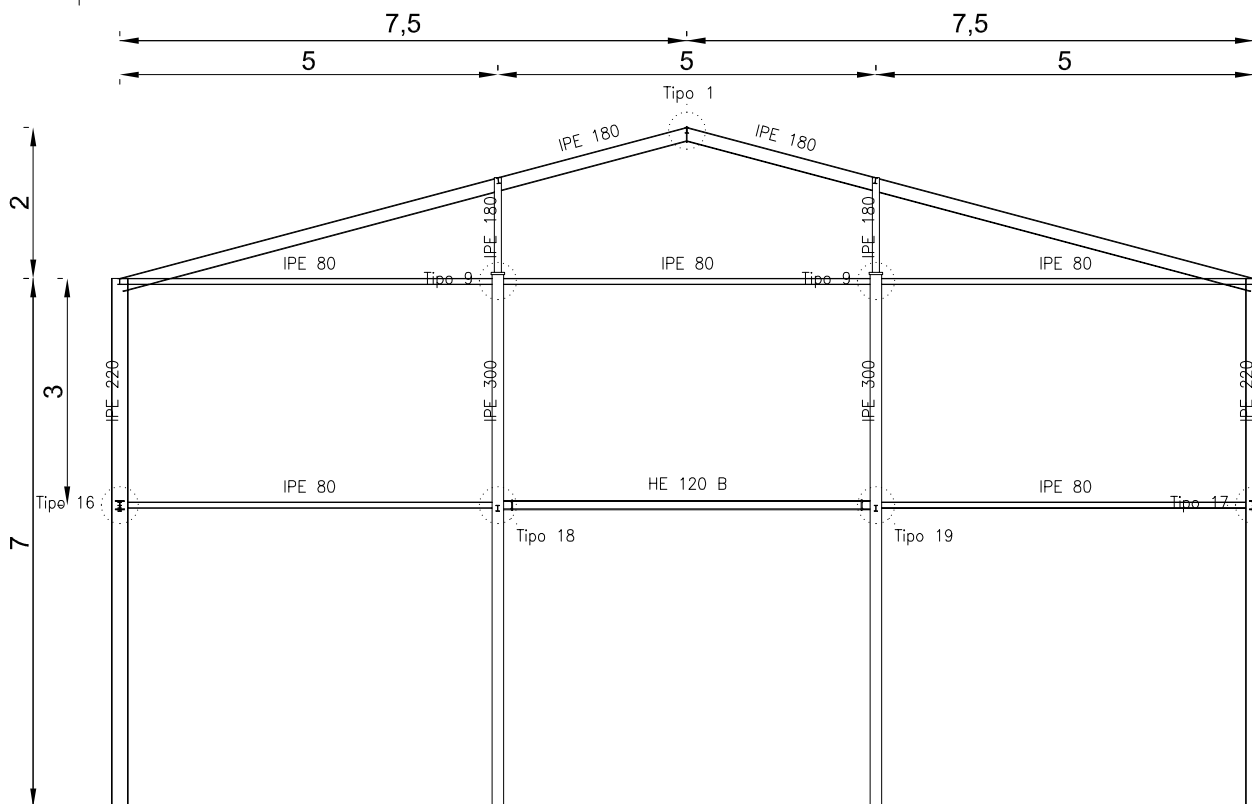 7,5
7,5
5
5
5
Tipo 1
IPE 180
IPE 180
2
IPE 180
IPE 180
IPE 80
IPE 80
IPE 80
Tipo 9
Tipo 9
3
IPE 220
IPE 300
IPE 300
IPE 220
IPE 80
HE 120 B
IPE 80
Tipo 16
Tipo 17
7
Tipo 18
Tipo 19